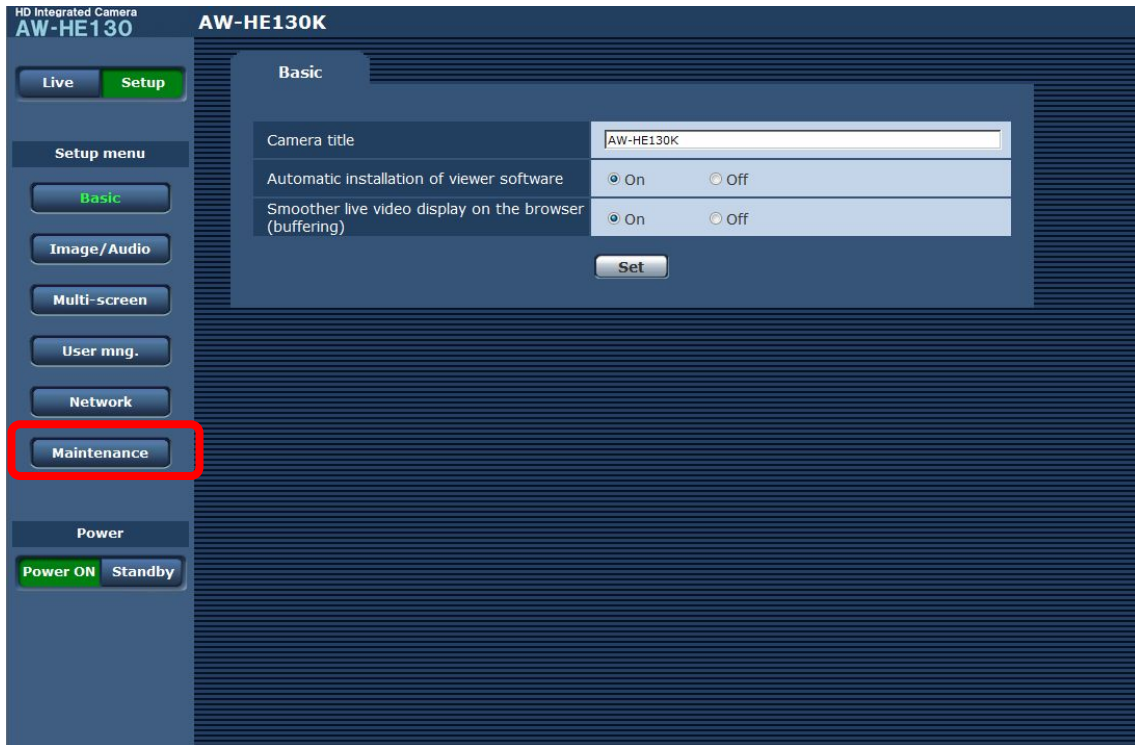 HD Integrated Camera
AW-HE130
AW-HE130K
Live
Setup
Setup menu
Basic
Image/Audio
Multi-screen
User mng.
Network
Maintenance
Power
Power ON
Standby
Basic
Camera title
AW-HE130K
Automatic installation of viewer software
On
Off
Smoother live video display on the browser
(buffering)
On
Off
Set